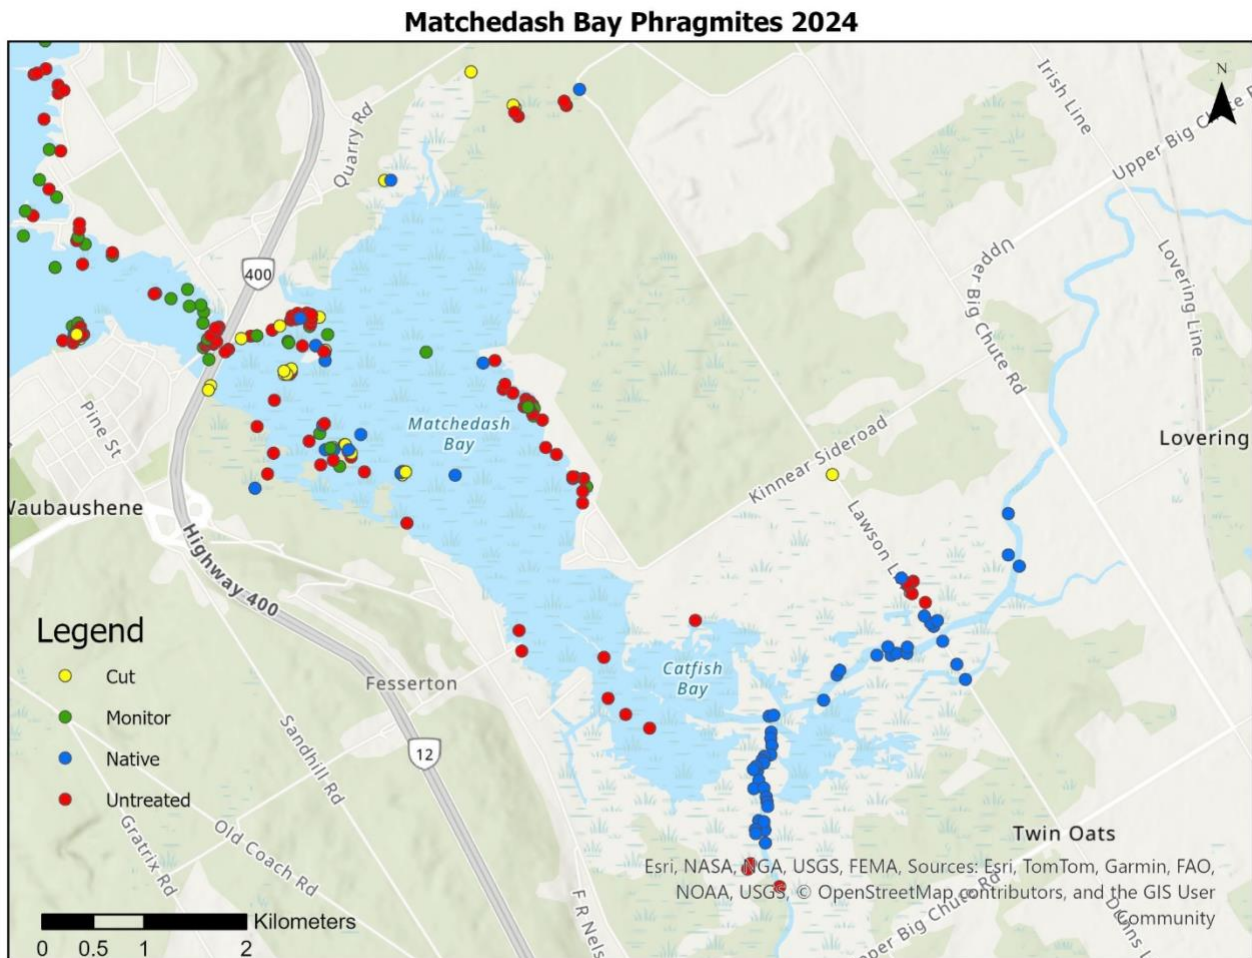 Matchedash Bay Phragmites 2024
N
Irish Line
Upper Big Chute R
Quarry Rd
400
Upper Big Chute Rd
Lovering Line
Pine St
Matchedash
Bay
Kinnear Sideroad
Lovering
Waubaushene
Lawson L
Highway 400
Legend
Cut
Monitor
Native
Untreated
Fesserton
Catfish
Bay
12
Sandhill Rd
Gratrix Rd
Old Coach Rd
F R Nels
Twin Oats
Esri, NASA, NGA, USGS, FEMA, Sources: Esri, TomTom, Garmin, FAO,
NOAA, USGS, © OpenStreetMap contributors, and the GIS User
Community
pper Big Chute Rd
Kilometers
0 0.5 1 2